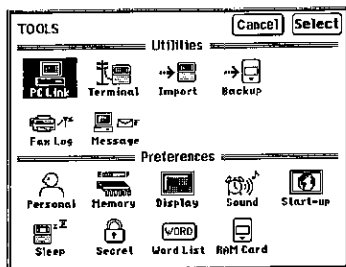 TOOLS Cancel Select
Utilities
PC Link Terminal Import Backup
Fax Log Message
Preferences
Personal Memory Display Sound Start-up
Sleep Secret Word List RAM Card
WORD